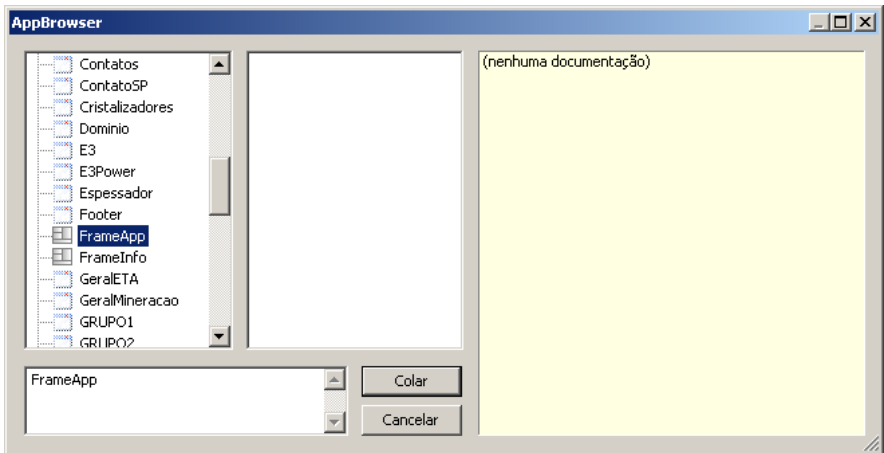 AppBrowser
Contatos
ContatoSP
Cristalizadores
Dominio
E3
E3Power
Espessador
Footer
FrameApp
FrameInfo
GeralETA
GeralMineracao
GRUPO1
GRUPO2
(nenhuma documentação)
FrameApp
Colar
Cancelar